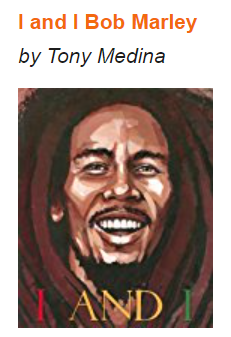 I and I Bob Marley
by Tony Medina
I AND I